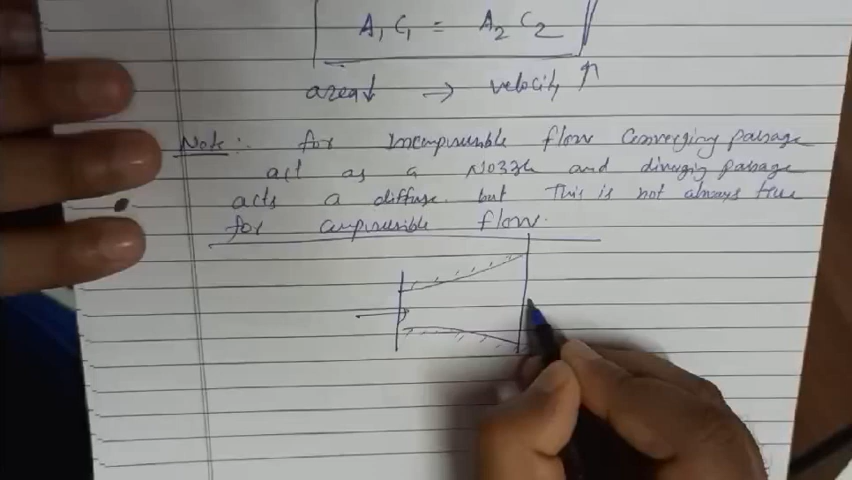 A₁ C₁ = A₂ C₂
area↓ → velocity ↑
Note:- for Incompressible flow Converging passage
act as a Nozzle and diverging passage
acts a diffuse but This is not always true
for compressible flow.